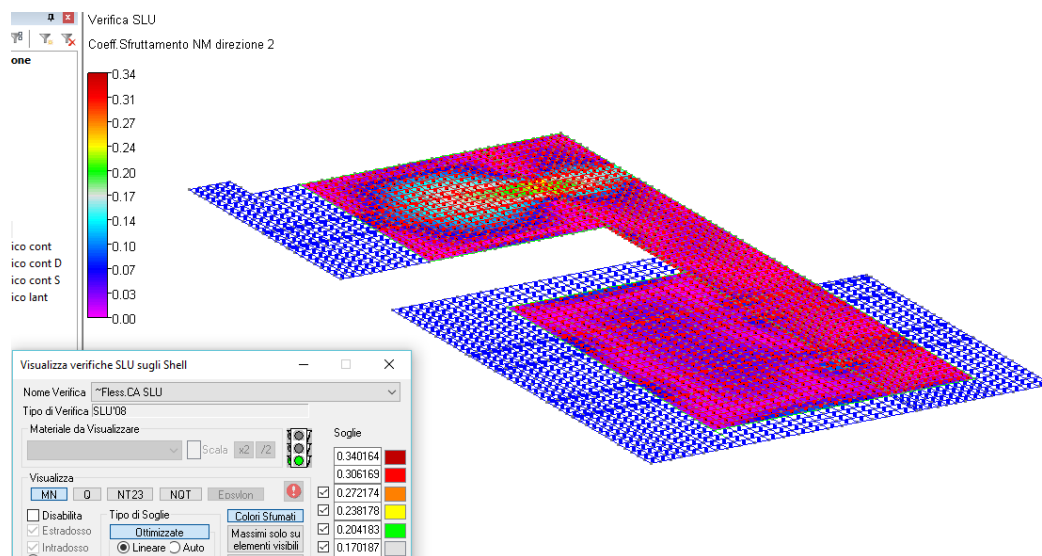 Verifica SLU
one
Coeff.Sfruttamento NM direzione 2
0.34
0.31
0.27
0.24
0.20
0.17
0.14
0.10
0.07
0.03
0.00
ico cont
ico cont D
ico cont S
ico lant
Visualizza verifiche SLU sugli Shell
Nome Verifica ~Fless.CA SLU
Tipo di Verifica SLU'08
Materiale da Visualizzare
Scala x2 /2
Soglie
0.340164
0.306169
0.272174
0.238178
0.204183
0.170187
Visualizza
MN Q NT23 NQT Epsvlon
Disabilita
Estradosso
Intradosso
Tipo di Soglie
Ottimizzate
Lineare Auto
Colori Sfumati
Massimi solo su
elementi visibili